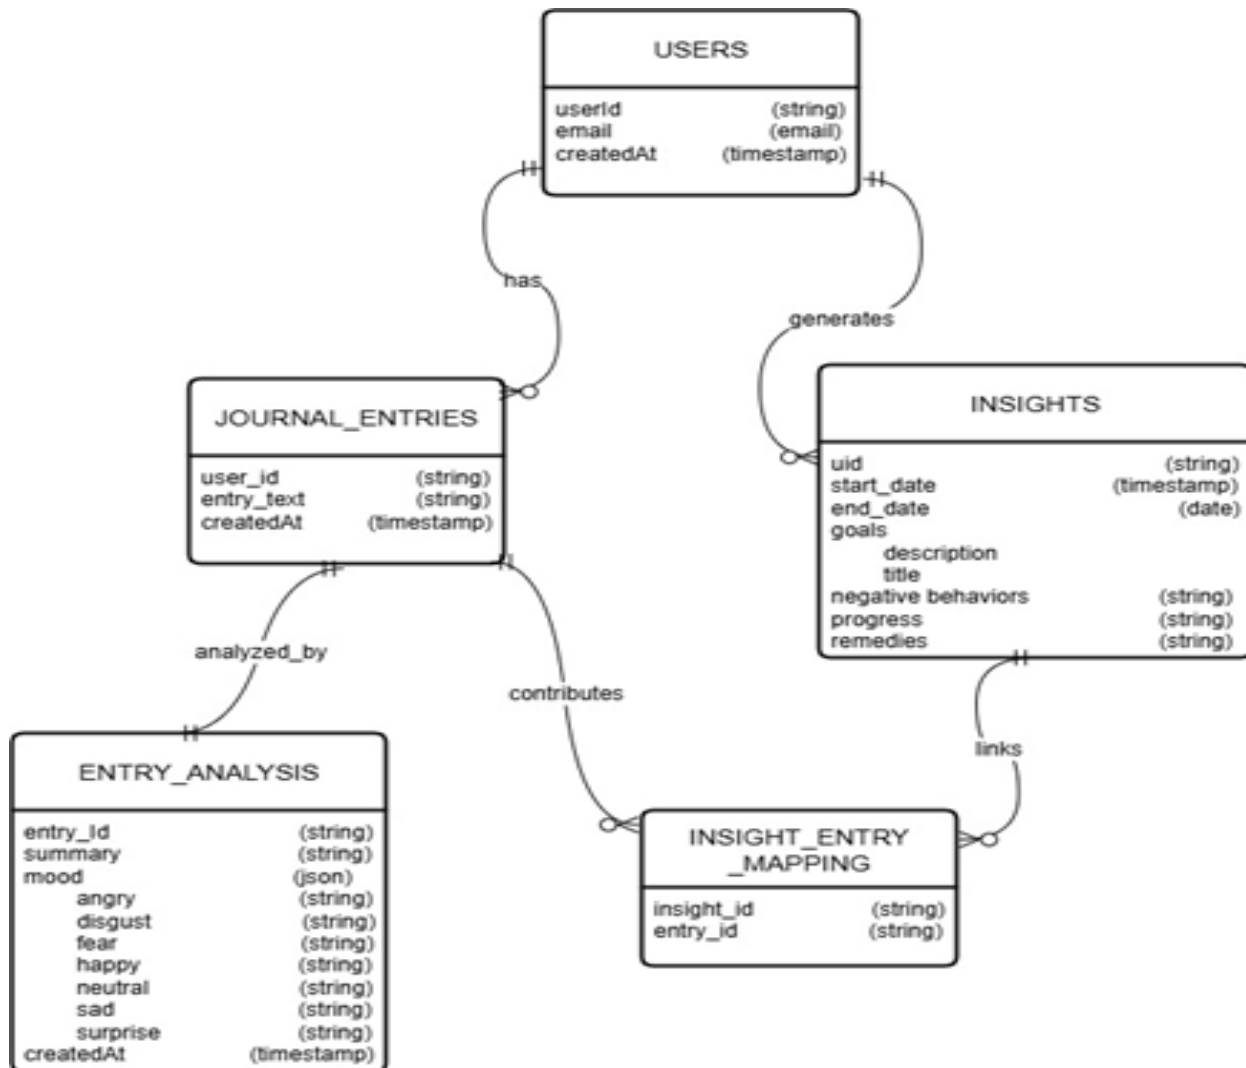 USERS
userId (string)
email (email)
createdAt (timestamp)
has
generates
JOURNAL_ENTRIES
user_id (string)
entry_text (string)
createdAt (timestamp)
INSIGHTS
uid (string)
start_date (timestamp)
end_date (date)
goals
description
title
negative behaviors (string)
progress (string)
remedies (string)
analyzed_by
contributes
links
ENTRY_ANALYSIS
entry_Id (string)
summary (string)
mood (json)
angry (string)
disgust (string)
fear (string)
happy (string)
neutral (string)
sad (string)
surprise (string)
createdAt (timestamp)
INSIGHT_ENTRY
_MAPPING
insight_id (string)
entry_id (string)